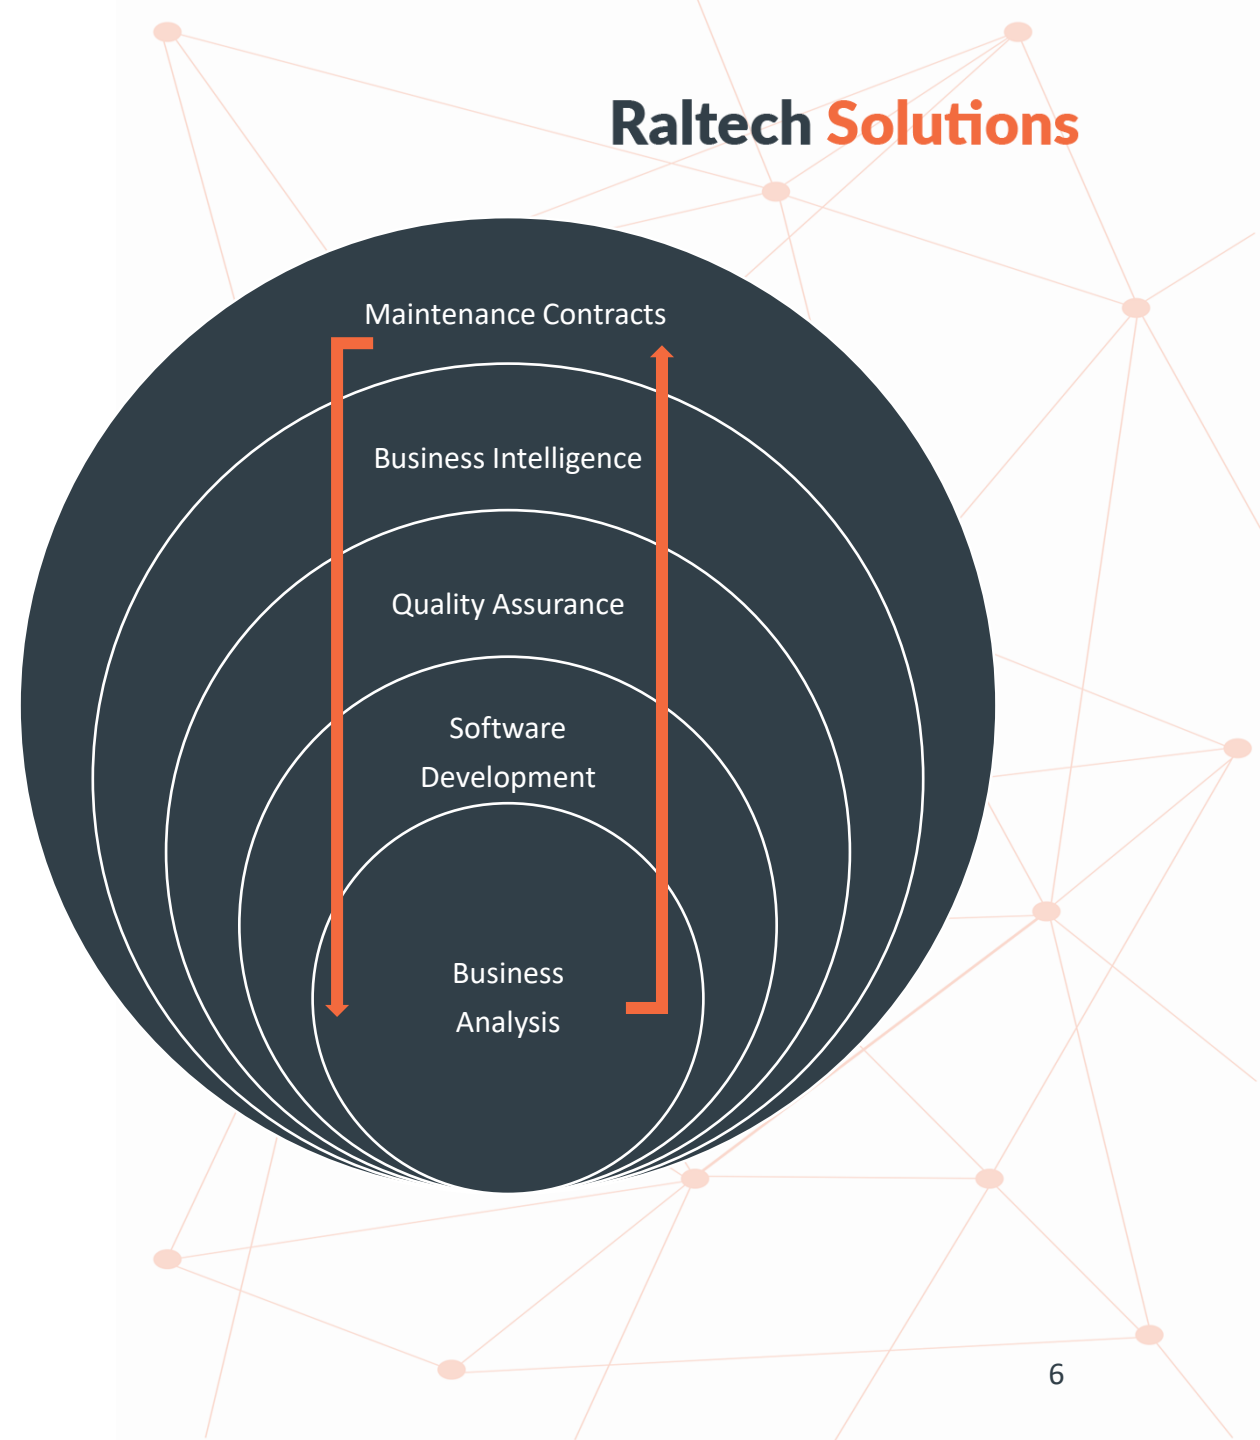 Raltech Solutions
Maintenance Contracts
Business Intelligence
Quality Assurance
Software
Development
Business
Analysis
6